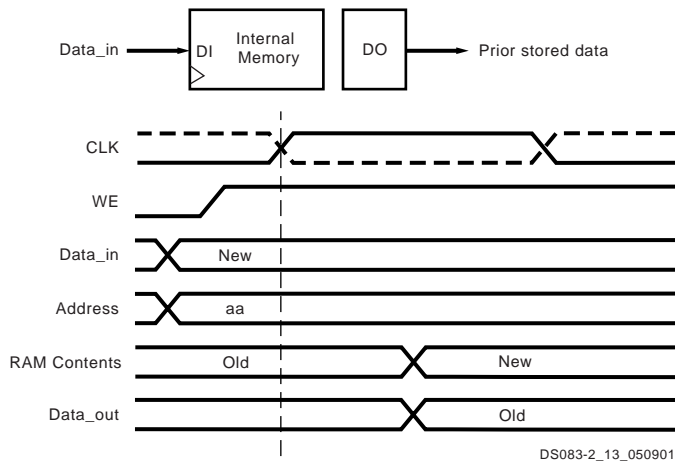 Data_in
DI
Internal
Memory
DO
Prior stored data
CLK
WE
Data_in
New
Address
aa
RAM Contents
Old
New
Data_out
Old
DS083-2_13_050901